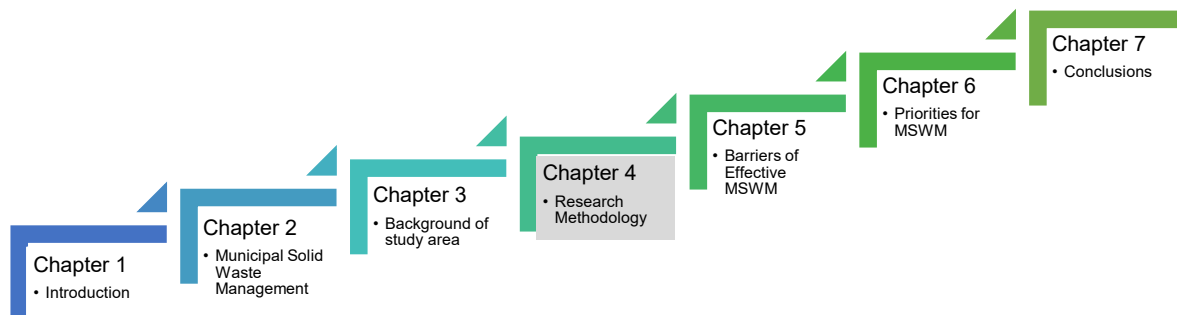 Chapter 1
• Introduction
Chapter 2
• Municipal Solid
Waste
Management
Chapter 3
• Background of
study area
Chapter 4
• Research
Methodology
Chapter 5
• Barriers of
Effective
MSWM
Chapter 6
• Priorities for
MSWM
Chapter 7
• Conclusions